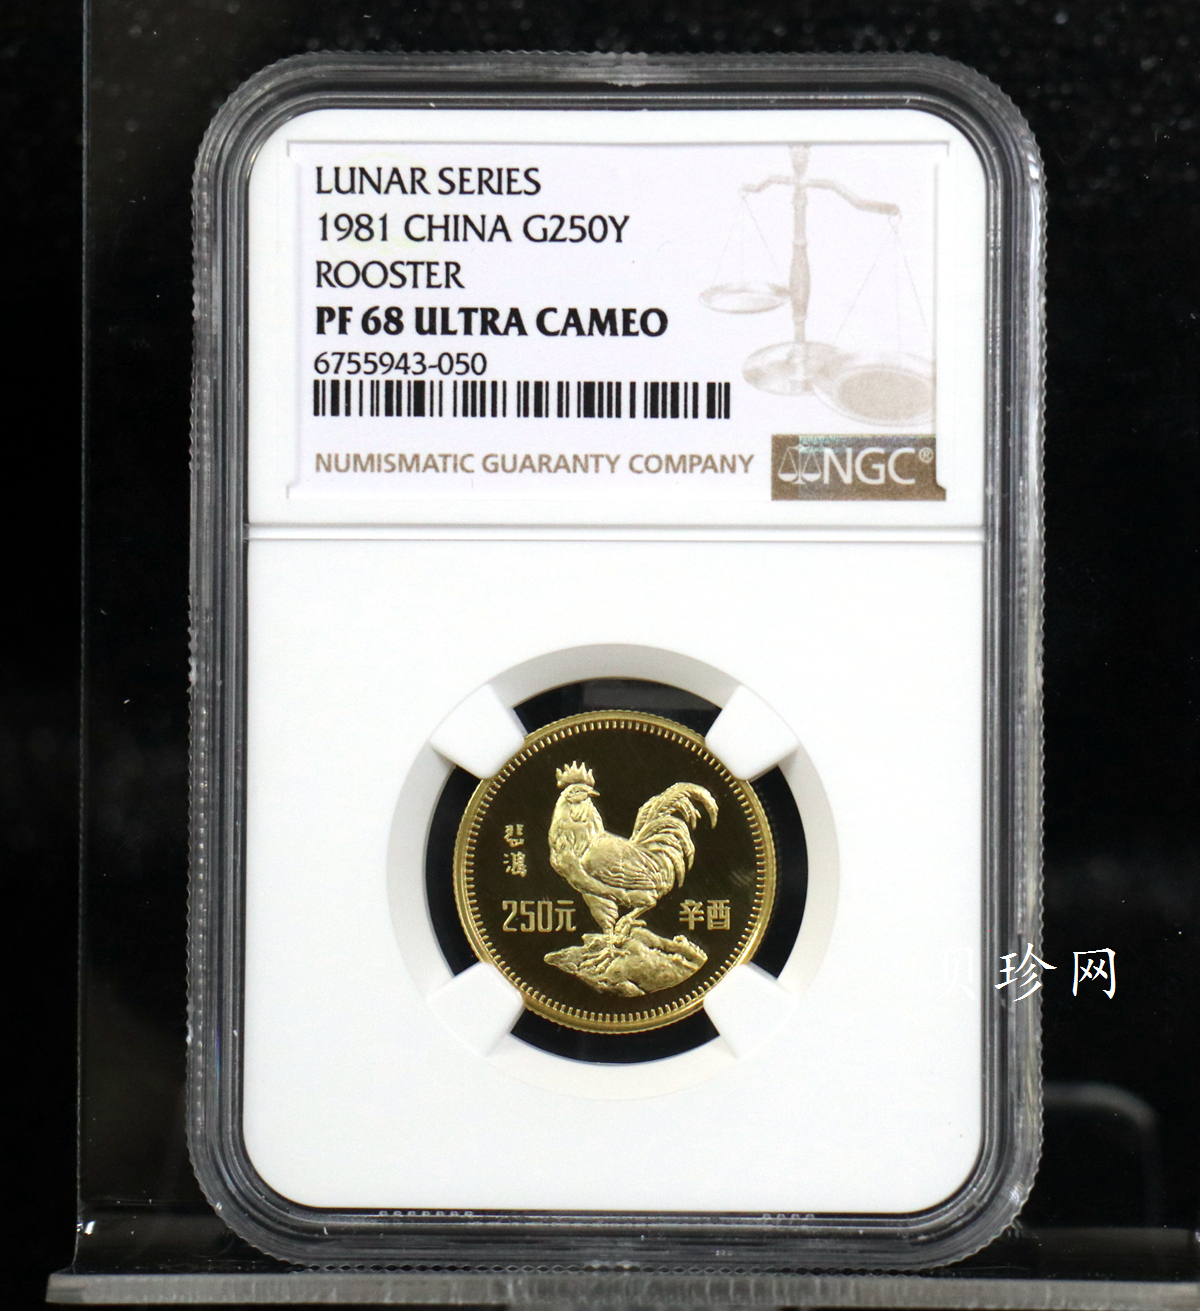 LUNAR SERIES
1981 CHINA G250Y
ROOSTER
PF 68 ULTRA CAMEO
6755943-050
NUMISMATIC GUARANTY COMPANY
NGC®
悲
鴻
250元
辛酉
贝珍网